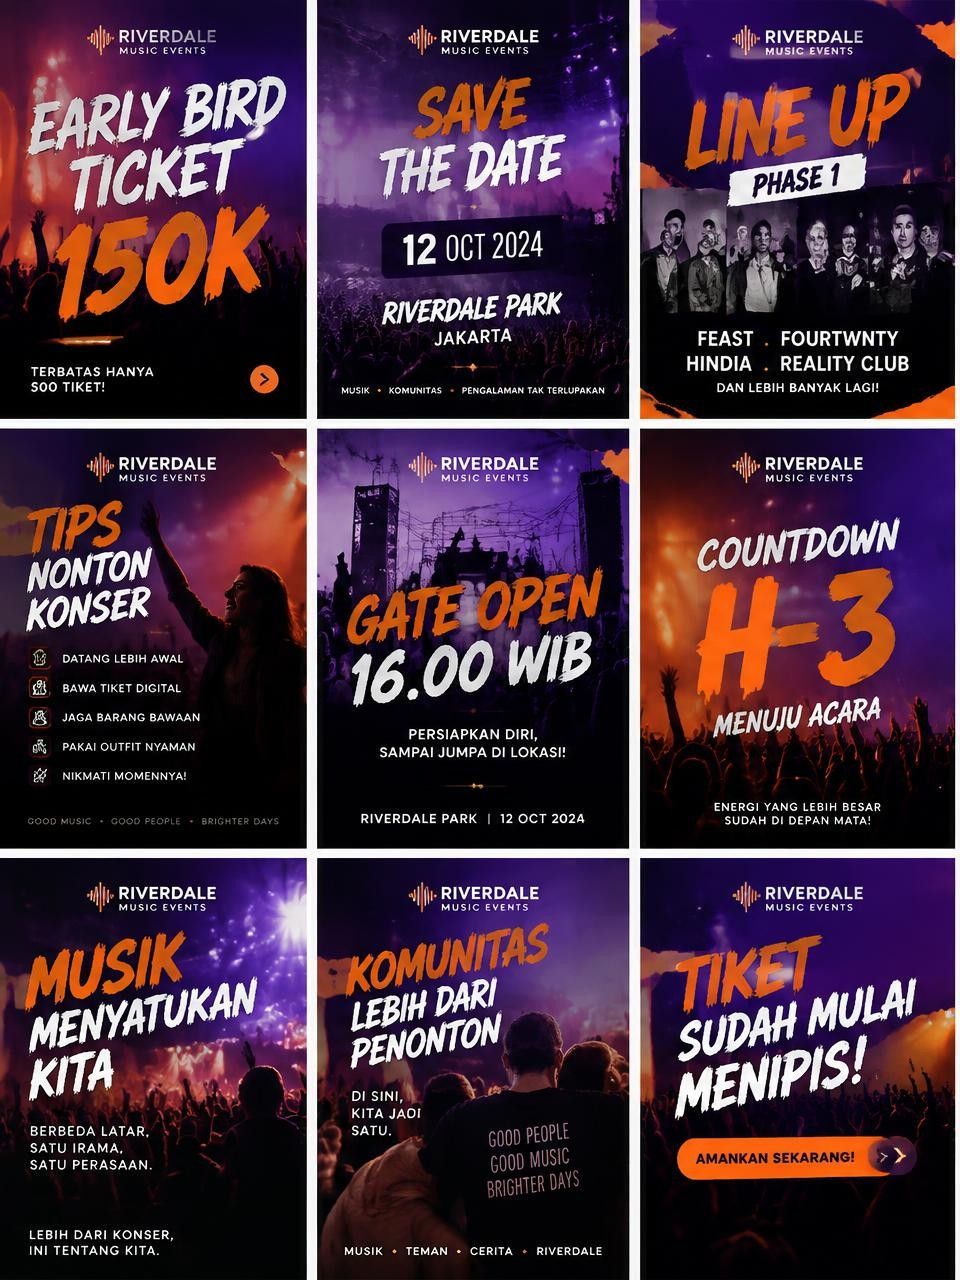 RIVERDALE
MUSIC EVENTS
EARLY BIRD
TICKET
150K
TERBATAS HANYA
500 TIKET!
RIVERDALE
MUSIC EVENTS
SAVE
THE DATE
12 OCT 2024
RIVERDALE PARK
JAKARTA
MUSIK • KOMUNITAS • PENGALAMAN TAK TERLUPAKAN
RIVERDALE
MUSIC EVENTS
LINE UP
PHASE 1
FEAST . FOURTWNTY
HINDIA . REALITY CLUB
DAN LEBIH BANYAK LAGI!
RIVERDALE
MUSIC EVENTS
TIPS
NONTON
KONSER
DATANG LEBIH AWAL
BAWA TIKET DIGITAL
JAGA BARANG BAWAAN
PAKAI OUTFIT NYAMAN
NIKMATI MOMENNYA!
GOOD MUSIC • GOOD PEOPLE • BRIGHTER DAYS
RIVERDALE
MUSIC EVENTS
GATE OPEN
16.00 WIB
PERSIAPKAN DIRI,
SAMPAI JUMPA DI LOKASI!
RIVERDALE PARK | 12 OCT 2024
RIVERDALE
MUSIC EVENTS
COUNTDOWN
H-3
MENUJU ACARA
ENERGI YANG LEBIH BESAR
SUDAH DI DEPAN MATA!
RIVERDALE
MUSIC EVENTS
MUSIK
MENYATUKAN
KITA
BERBEDA LATAR,
SATU IRAMA,
SATU PERASAAN.
LEBIH DARI KONSER,
INI TENTANG KITA.
RIVERDALE
MUSIC EVENTS
KOMUNITAS
LEBIH DARI
PENONTON
DI SINI,
KITA JADI
SATU.
GOOD PEOPLE
GOOD MUSIC
BRIGHTER DAYS
MUSIK • TEMAN • CERITA • RIVERDALE
RIVERDALE
MUSIC EVENTS
TIKET
SUDAH MULAI
MENIPIS!
AMANKAN SEKARANG!